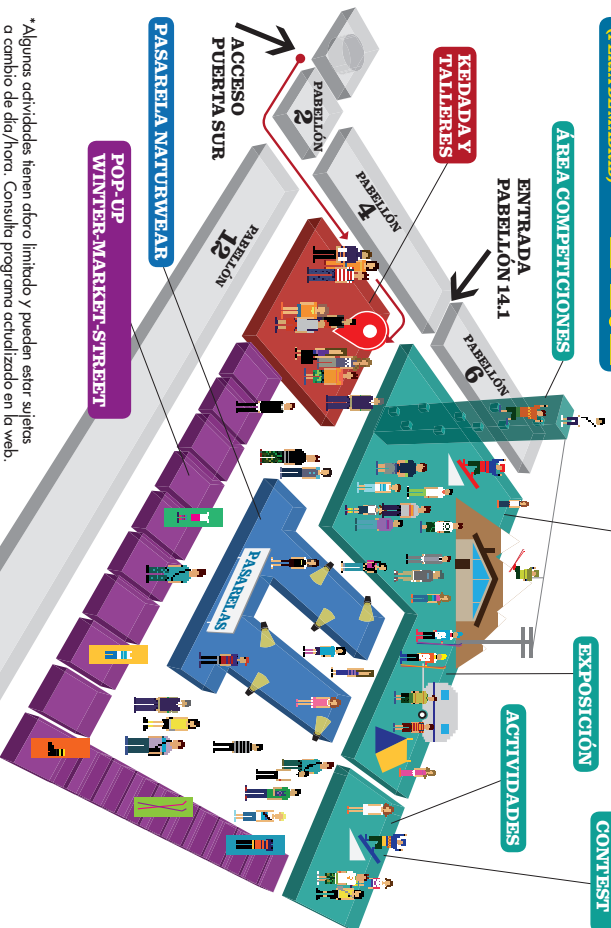 ÁREA COMPETICIONES
ENTRADA
PABELLÓN 14.1
KEDADA Y
TALLERES
ACCESO
PUERTA SUR
PABELLÓN
2
PABELLÓN
4
PABELLÓN
6
PABELLÓN
12
PASARELA NATURWEAR
POP-UP
WINTER-MARKET-STREET
PASARELAS
EXPOSICIÓN
ACTIVIDADES
CONTEST
*Algunas actividades tienen aforo limitado y pueden estar sujetas
a cambio de día/hora. Consulta programa actualizado en la web.